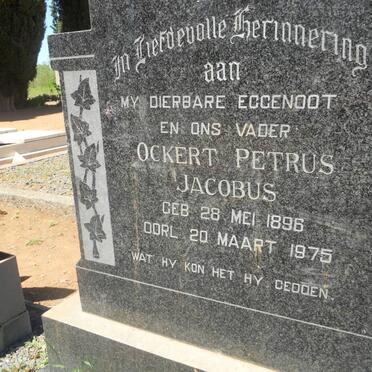 In Liefdevolle Herinnering
aan
MY DIERBARE EGGENOOT
EN ONS VADER
OCKERT PETRUS
JACOBUS
GEB 28 MEI 1896
OORL 20 MAART 1975
WAT HY KON HET HY GEDOEN.